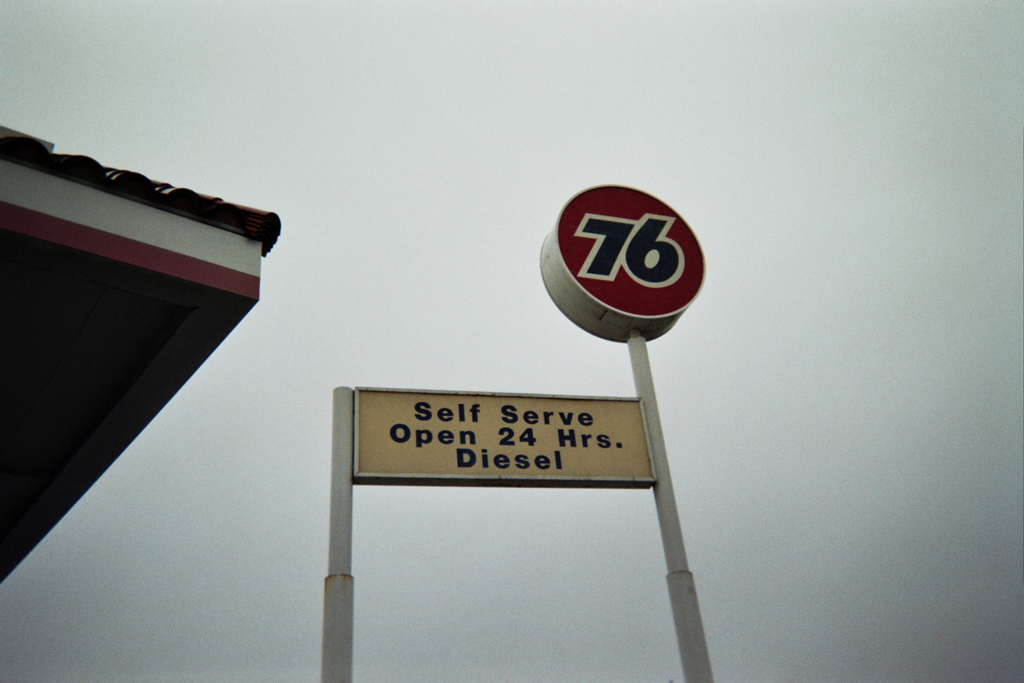 76
Self Serve
Open 24 Hrs.
Diesel